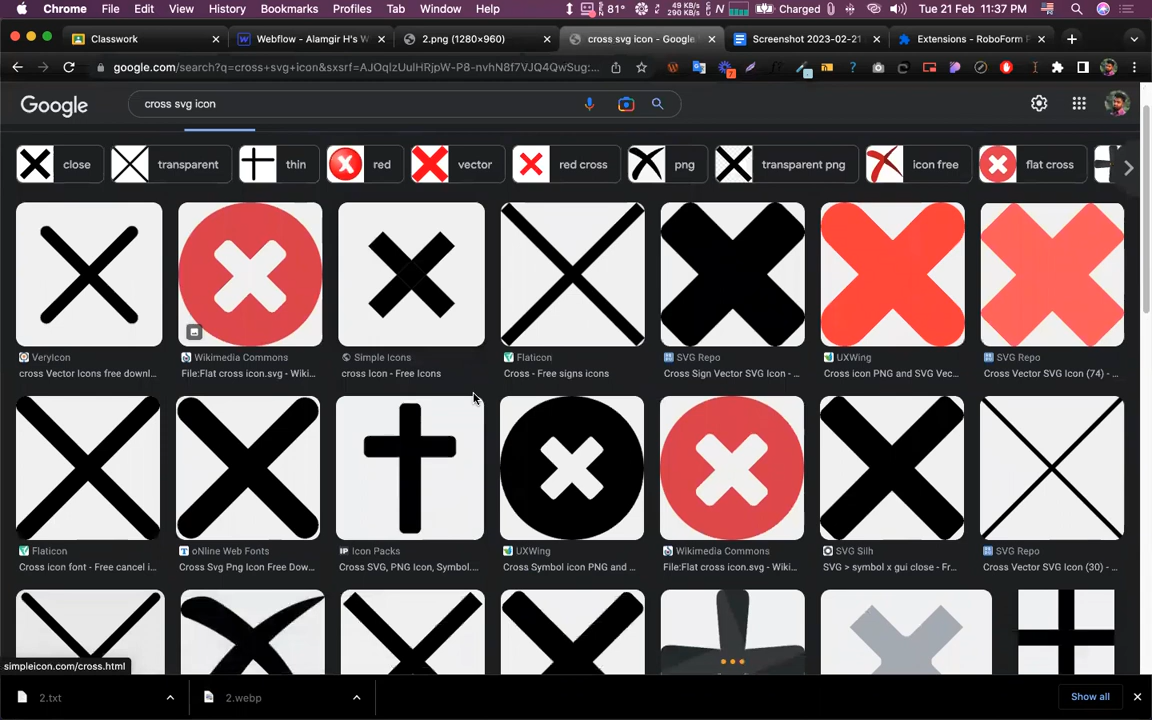 Chrome File Edit View History Bookmarks Profiles Tab Window Help 81° 49 KB/s 290 KB/s Charged Tue 21 Feb 11:37 PM
Classwork Webflow - Alamgir H's W 2.png (1280×960) cross svg icon - Google Screenshot 2023-02-21 Extensions - RoboForm F
google.com/search?q=cross+svg+icon&sxsrf=AJOqlzUulHRjpW-P8-nvhN8f7VJQ4QwSug:...
7
Google cross svg icon
close transparent thin red vector red cross png transparent png icon free flat cross
VeryIcon Wikimedia Commons Simple Icons Flaticon SVG Repo UXWing SVG Repo
cross Vector Icons free downl... File:Flat cross icon.svg - Wiki... cross Icon - Free Icons Cross - Free signs icons Cross Sign Vector SVG Icon - ... Cross icon PNG and SVG Vec... Cross Vector SVG Icon (74) - ...
Flaticon oNline Web Fonts Icon Packs UXWing Wikimedia Commons SVG Silh SVG Repo
Cross icon font - Free cancel i... Cross Svg Png Icon Free Dow... Cross SVG, PNG Icon, Symbol.... Cross Symbol icon PNG and ... File:Flat cross icon.svg - Wiki... SVG > symbol x gui close - Fr... Cross Vector SVG Icon (30) - ...
simpleicon.com/cross.html
2.txt 2.webp Show all